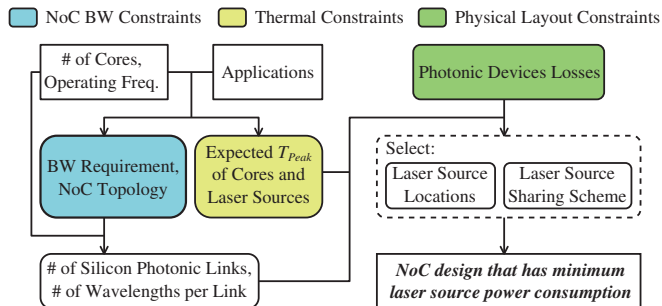 NoC BW Constraints
Thermal Constraints
Physical Layout Constraints
# of Cores,
Operating Freq.
Applications
Photonic Devices Losses
BW Requirement,
NoC Topology
Expected T_Peak
of Cores and
Laser Sources
Select:
Laser Source
Locations
Laser Source
Sharing Scheme
# of Silicon Photonic Links,
# of Wavelengths per Link
NoC design that has minimum
laser source power consumption